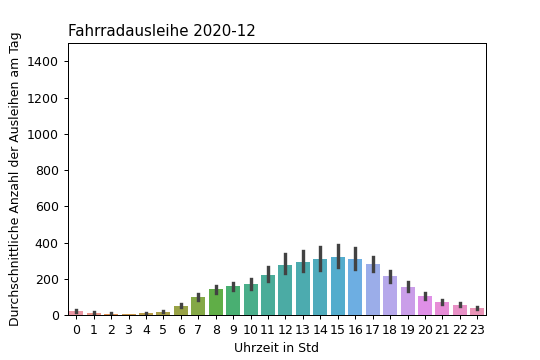 Fahrradausleihe 2020-12
Durchschnittliche Anzahl der Ausleihen am Tag
1400
1200
1000
800
600
400
200
0
0 1 2 3 4 5 6 7 8 9 10 11 12 13 14 15 16 17 18 19 20 21 22 23
Uhrzeit in Std